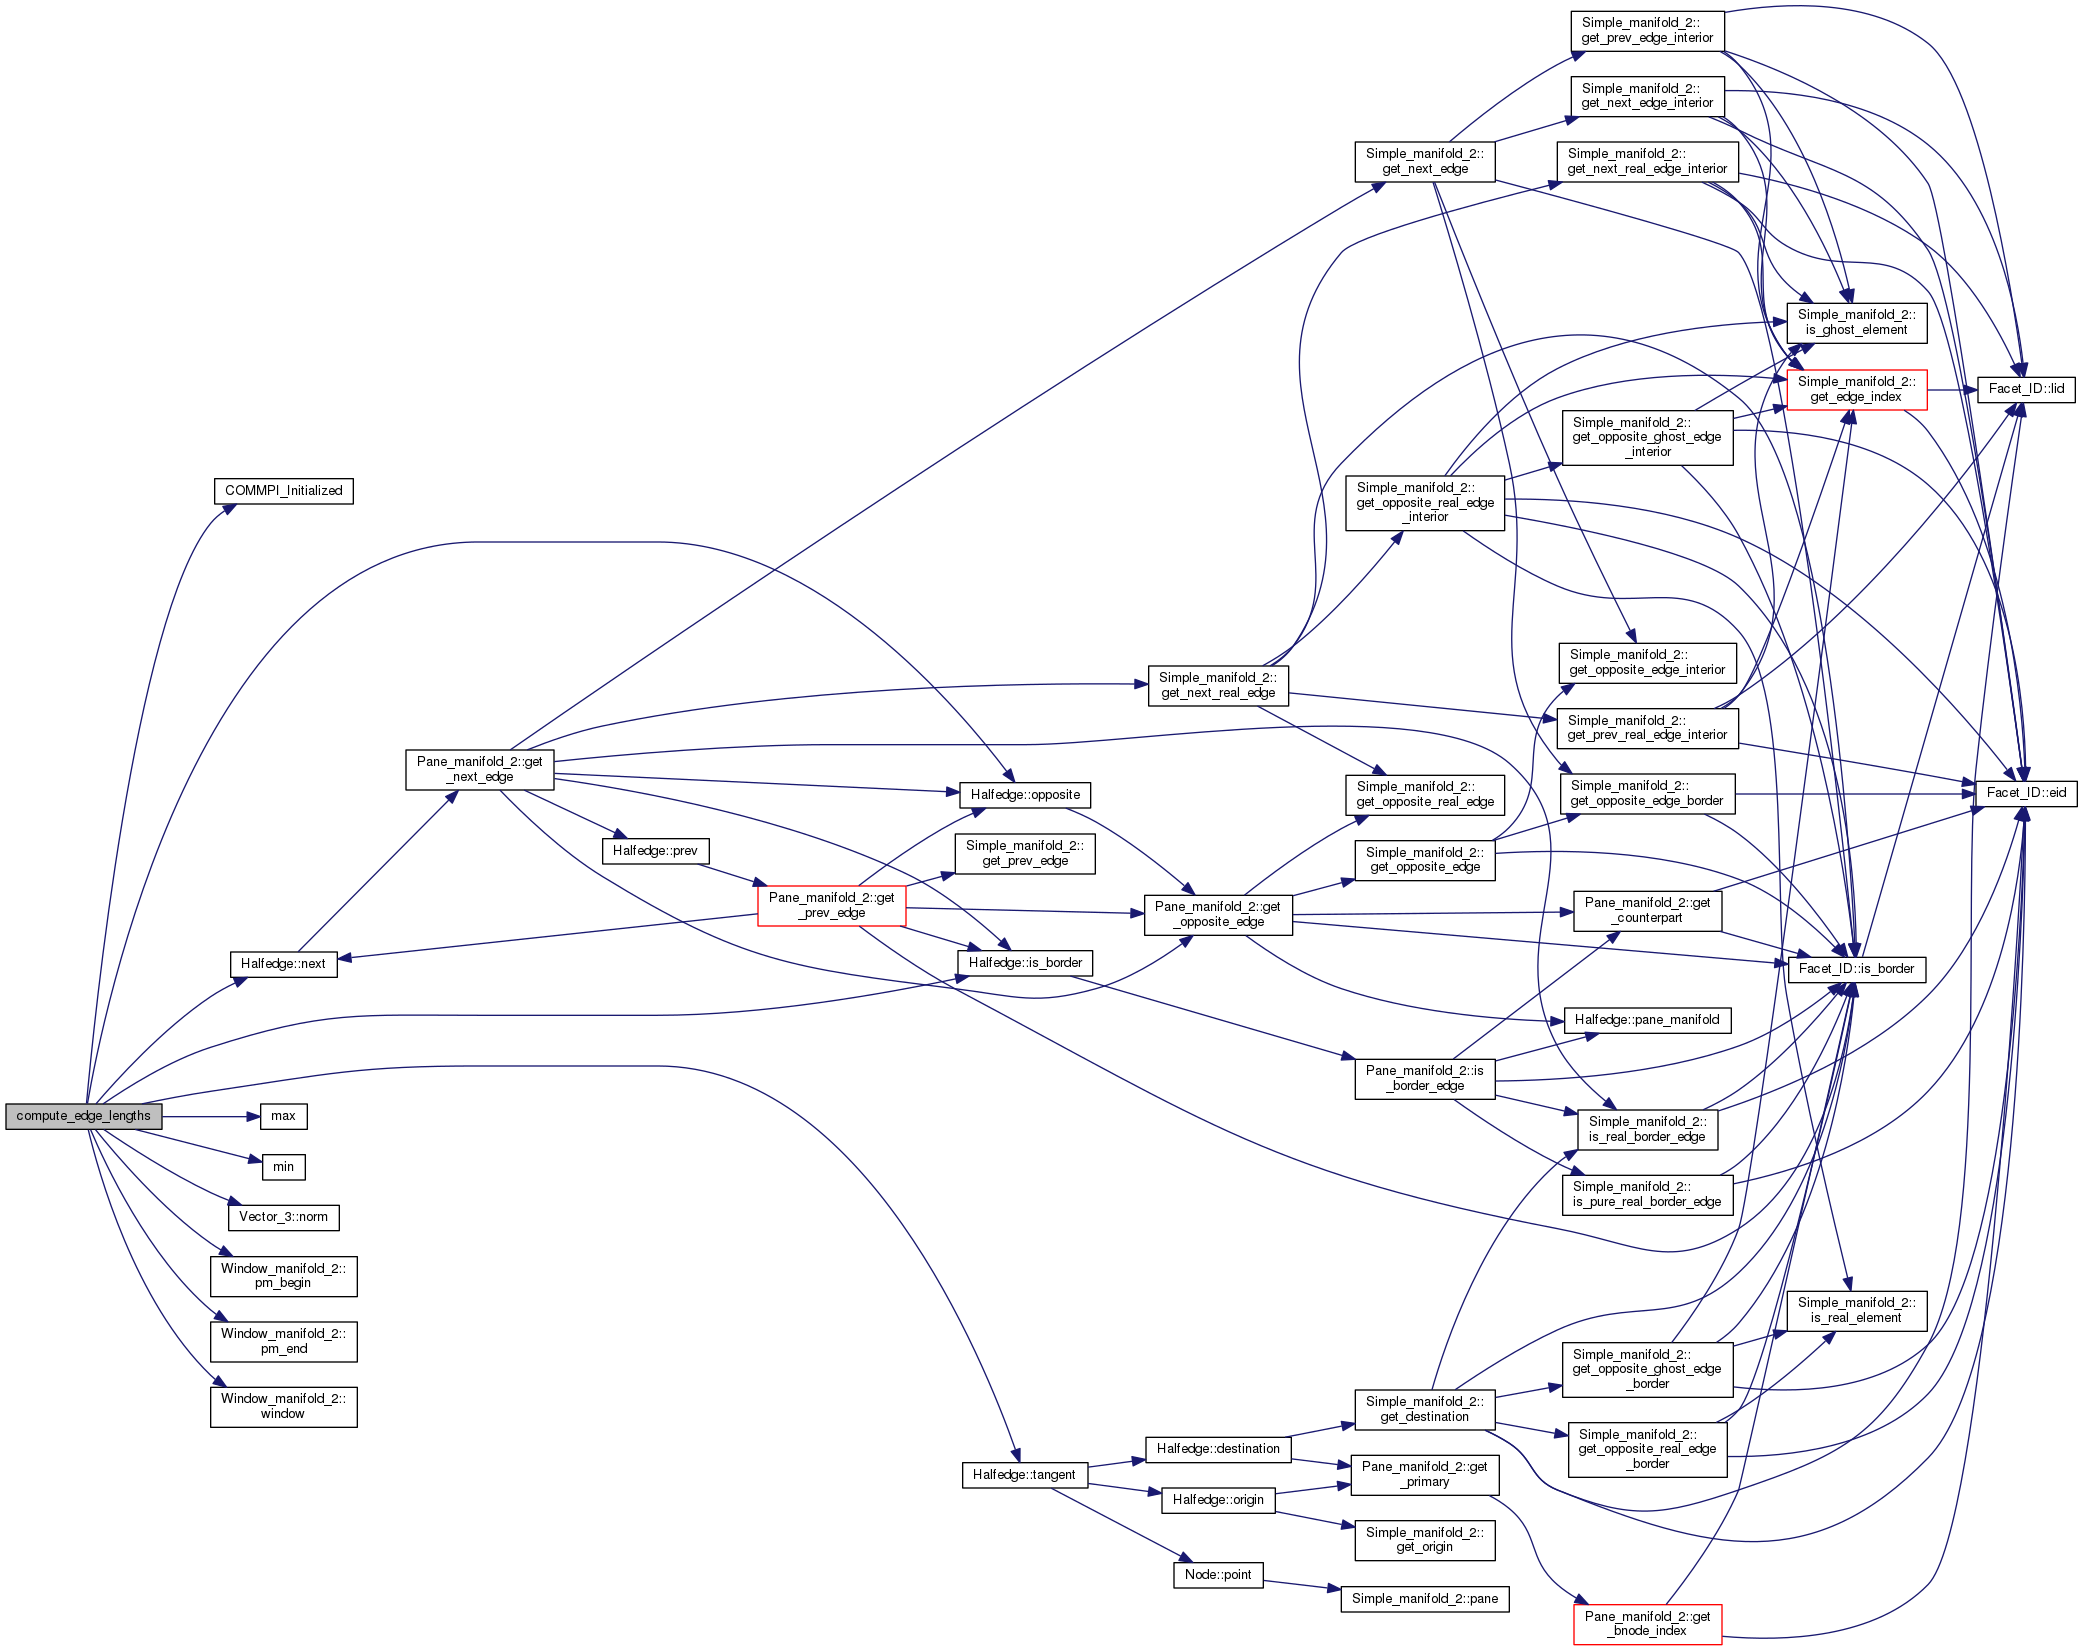 compute_edge_lengths
COMMPI_Initialized
Halfedge::next
max
min
Vector_3::norm
Window_manifold_2::
pm_begin
Window_manifold_2::
pm_end
Window_manifold_2::
window
Pane_manifold_2::get
_next_edge
Halfedge::prev
Pane_manifold_2::get
_prev_edge
Halfedge::opposite
Simple_manifold_2::
get_prev_edge
Halfedge::is_border
Halfedge::tangent
Simple_manifold_2::
get_next_real_edge
Pane_manifold_2::get
_opposite_edge
Halfedge::destination
Halfedge::origin
Node::point
Simple_manifold_2::
get_next_edge
Simple_manifold_2::
get_opposite_real_edge
_interior
Simple_manifold_2::
get_opposite_real_edge
Simple_manifold_2::
get_opposite_edge
Pane_manifold_2::is
_border_edge
Simple_manifold_2::
get_destination
Pane_manifold_2::get
_primary
Simple_manifold_2::
get_origin
Simple_manifold_2::pane
Simple_manifold_2::
get_prev_edge_interior
Simple_manifold_2::
get_next_edge_interior
Simple_manifold_2::
get_next_real_edge_interior
Simple_manifold_2::
get_opposite_ghost_edge
_interior
Simple_manifold_2::
get_opposite_edge_interior
Simple_manifold_2::
get_prev_real_edge_interior
Simple_manifold_2::
get_opposite_edge_border
Pane_manifold_2::get
_counterpart
Halfedge::pane_manifold
Simple_manifold_2::
is_real_border_edge
Simple_manifold_2::
is_pure_real_border_edge
Simple_manifold_2::
get_opposite_ghost_edge
_border
Simple_manifold_2::
get_opposite_real_edge
_border
Pane_manifold_2::get
_bnode_index
Simple_manifold_2::
is_ghost_element
Simple_manifold_2::
get_edge_index
Facet_ID::is_border
Simple_manifold_2::
is_real_element
Facet_ID::lid
Facet_ID::eid